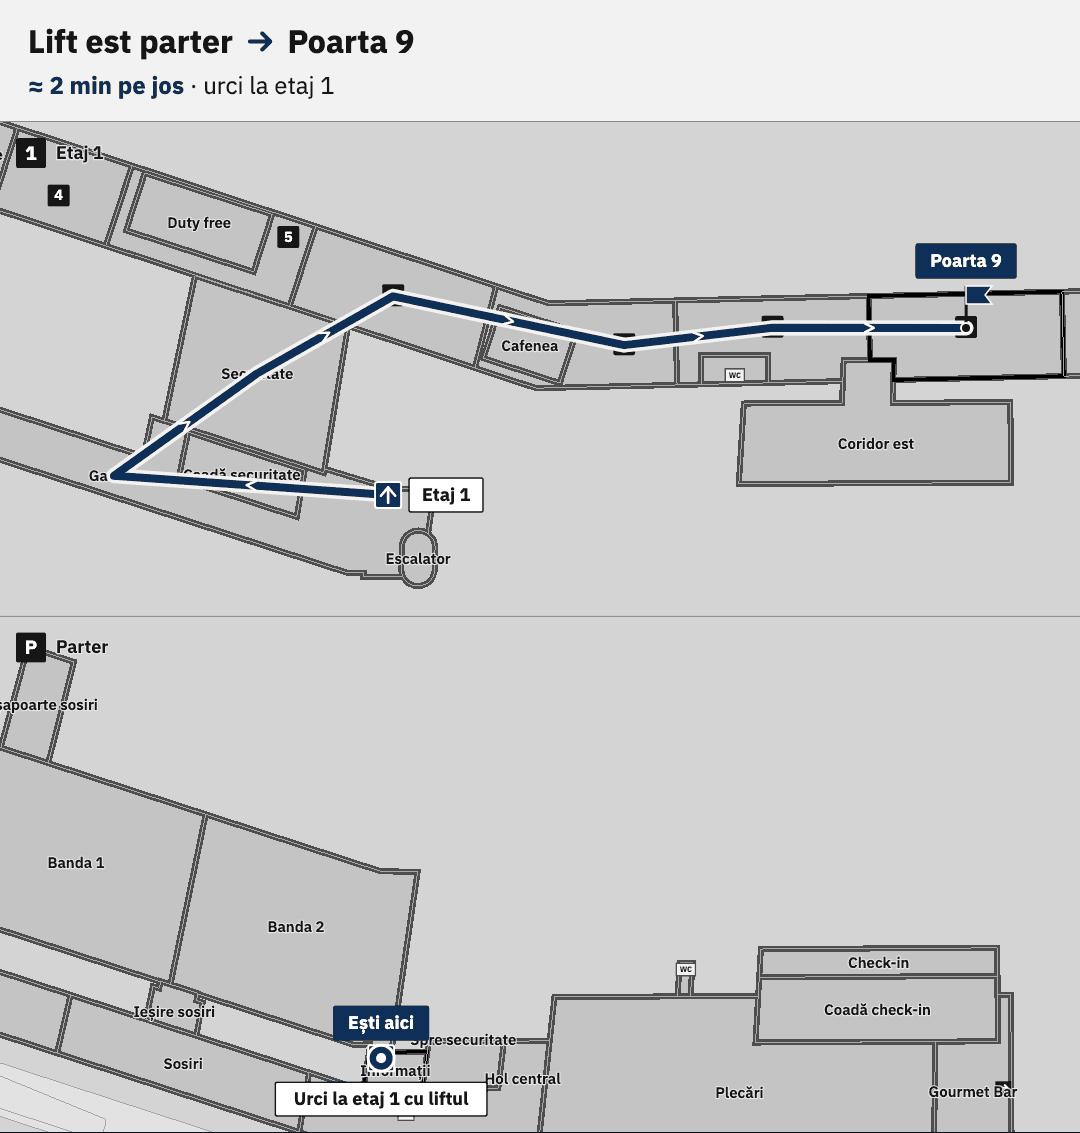 Lift est parter → Poarta 9
≈ 2 min pe jos · urci la etaj 1
1 Etaj 1
4
Duty free
5
Poarta 9
Cafenea
WC
Coridor est
Coadă securitate
Etaj 1
Escalator
P Parter
sosiri
Banda 1
Banda 2
Check-in
WC
Coadă check-in
Ieșire sosiri
Ești aici
Spre securitate
Sosiri
Informații
Hol central
Urci la etaj 1 cu liftul
Plecări
Gourmet Bar